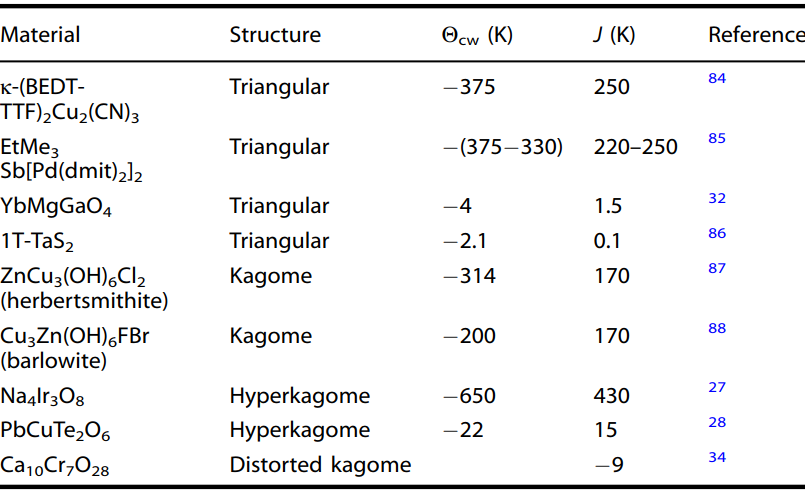 Material Structure Θcw (K) J (K) Reference
κ-(BEDT- Triangular −375 250 84
TTF)₂Cu₂(CN)₃
EtMe₃ Triangular −(375−330) 220–250 85
Sb[Pd(dmit)₂]₂
YbMgGaO₄ Triangular −4 1.5 32
1T-TaS₂ Triangular −2.1 0.1 86
ZnCu₃(OH)₆Cl₂ Kagome −314 170 87
(herbertsmithite)
Cu₃Zn(OH)₆FBr Kagome −200 170 88
(barlowite)
Na₄Ir₃O₈ Hyperkagome −650 430 27
PbCuTe₂O₆ Hyperkagome −22 15 28
Ca₁₀Cr₇O₂₈ Distorted kagome −9 34